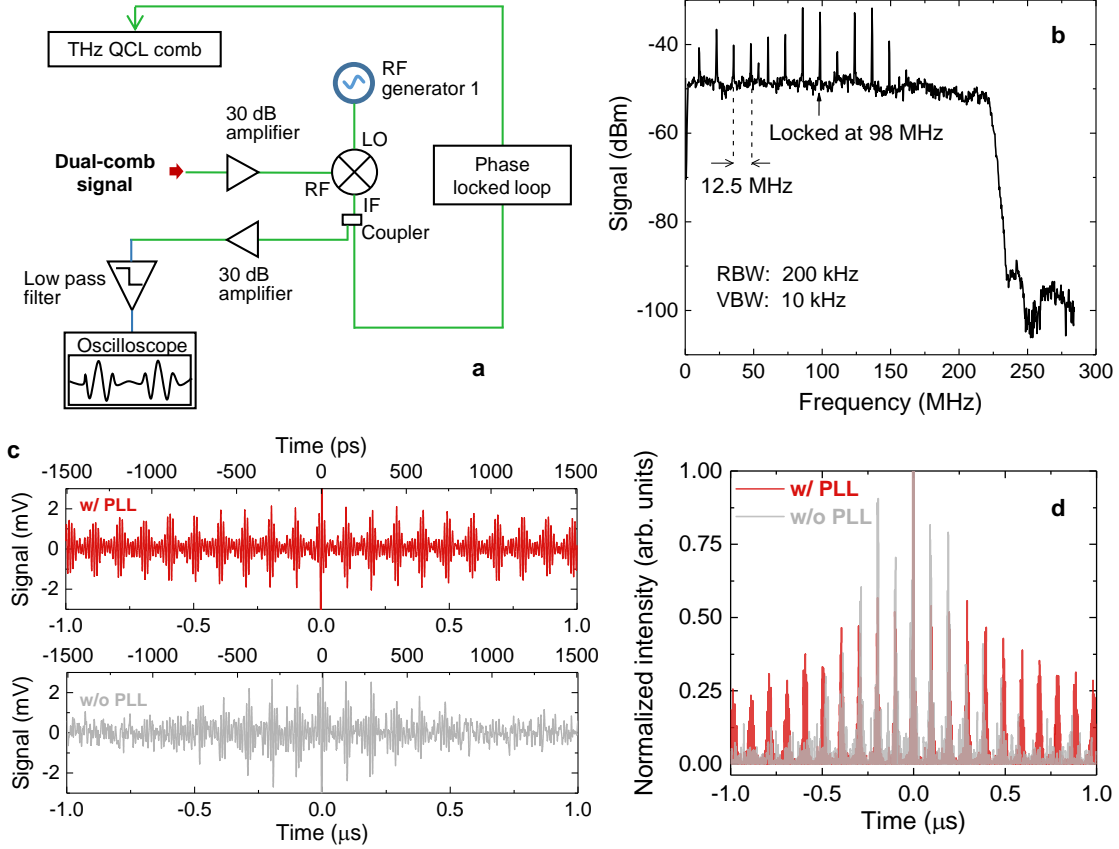 THz QCL comb
RF
generator 1
30 dB
amplifier
LO
Dual-comb
signal
RF
IF
Coupler
Phase
locked loop
30 dB
amplifier
Low pass
filter
Oscilloscope
a
b
Signal (dBm)
-40
-60
-80
-100
Locked at 98 MHz
12.5 MHz
RBW: 200 kHz
VBW: 10 kHz
0 50 100 150 200 250 300
Frequency (MHz)
c
Time (ps)
-1500 -1000 -500 0 500 1000 1500
w/ PLL
Signal (mV)
2
0
-2
-1.0 -0.5 0.0 0.5 1.0
-1500 -1000 -500 0 500 1000 1500
w/o PLL
Signal (mV)
2
0
-2
-1.0 -0.5 0.0 0.5 1.0
Time (μs)
d
w/ PLL
w/o PLL
Normalized intensity (arb. units)
1.00
0.75
0.50
0.25
0.00
-1.0 -0.5 0.0 0.5 1.0
Time (μs)